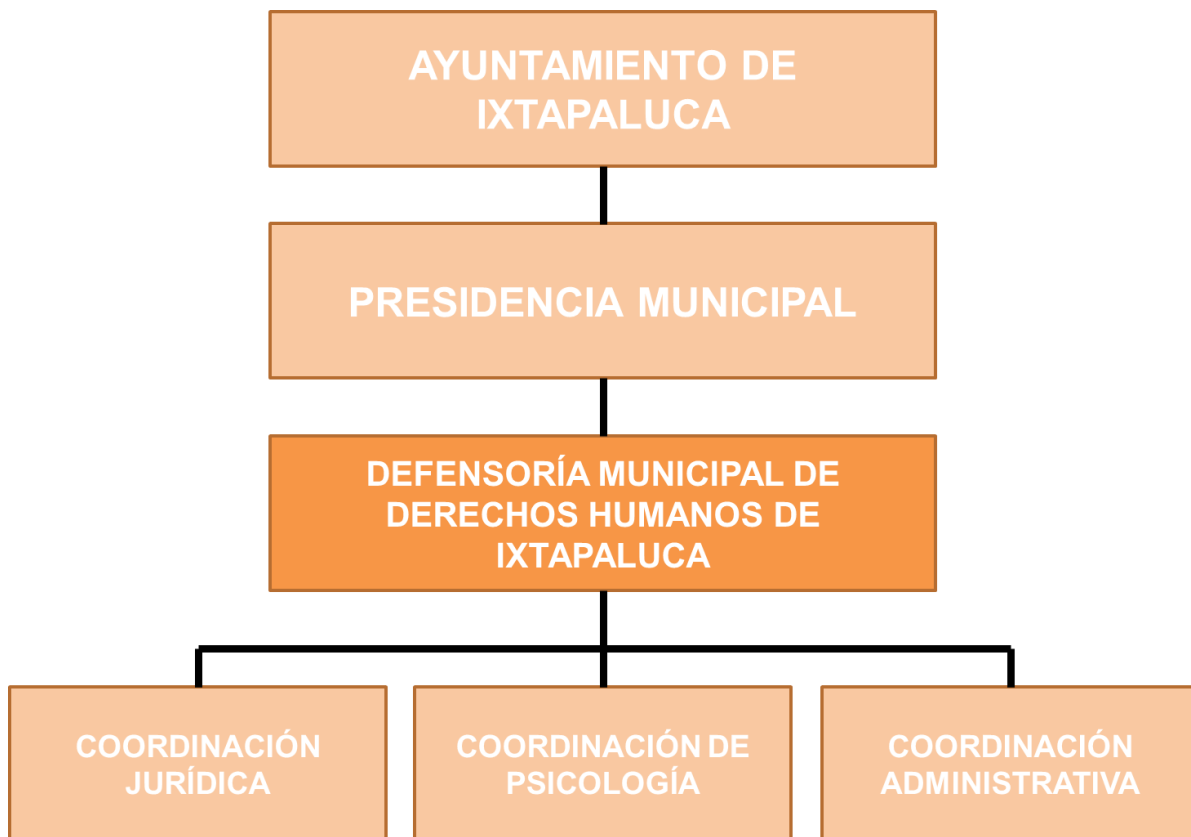 AYUNTAMIENTO DE
IXTAPALUCA
PRESIDENCIA MUNICIPAL
DEFENSORÍA MUNICIPAL DE
DERECHOS HUMANOS DE
IXTAPALUCA
COORDINACIÓN
JURÍDICA
COORDINACIÓN DE
PSICOLOGÍA
COORDINACIÓN
ADMINISTRATIVA